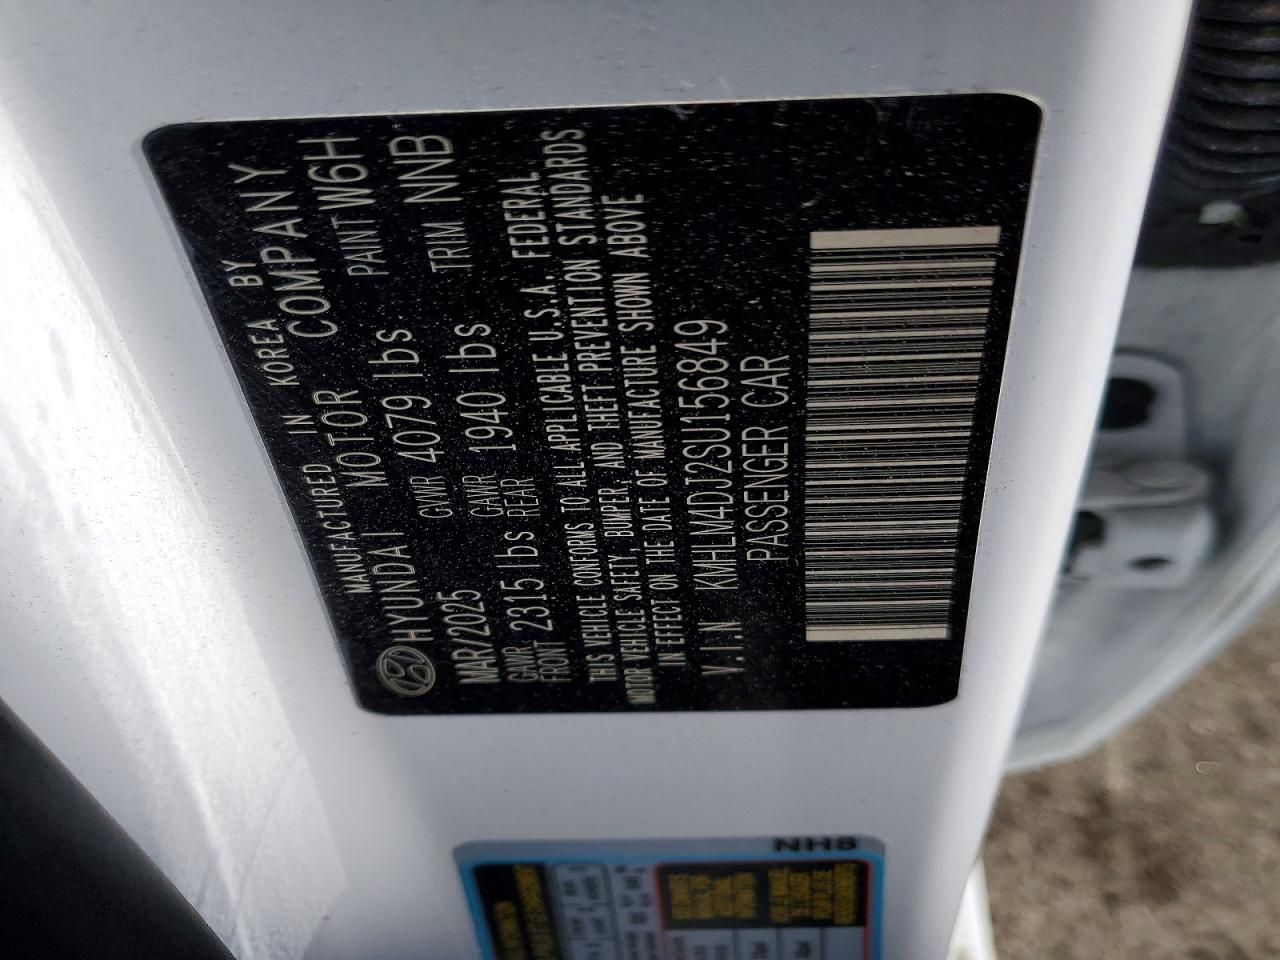 MANUFACTURED IN KOREA BY
HYUNDAI MOTOR COMPANY
MAR/2025 GVWR 4079 lbs. PAINT W6H
GAWR FRONT 2315 lbs GAWR REAR 1940 lbs TRIM NNB
THIS VEHICLE CONFORMS TO ALL APPLICABLE U.S.A. FEDERAL
MOTOR VEHICLE SAFETY, BUMPER, AND THEFT PREVENTION STANDARDS
IN EFFECT ON THE DATE OF MANUFACTURE SHOWN ABOVE
V.I.N KMHLM4DJ2SU156849
PASSENGER CAR
NH8